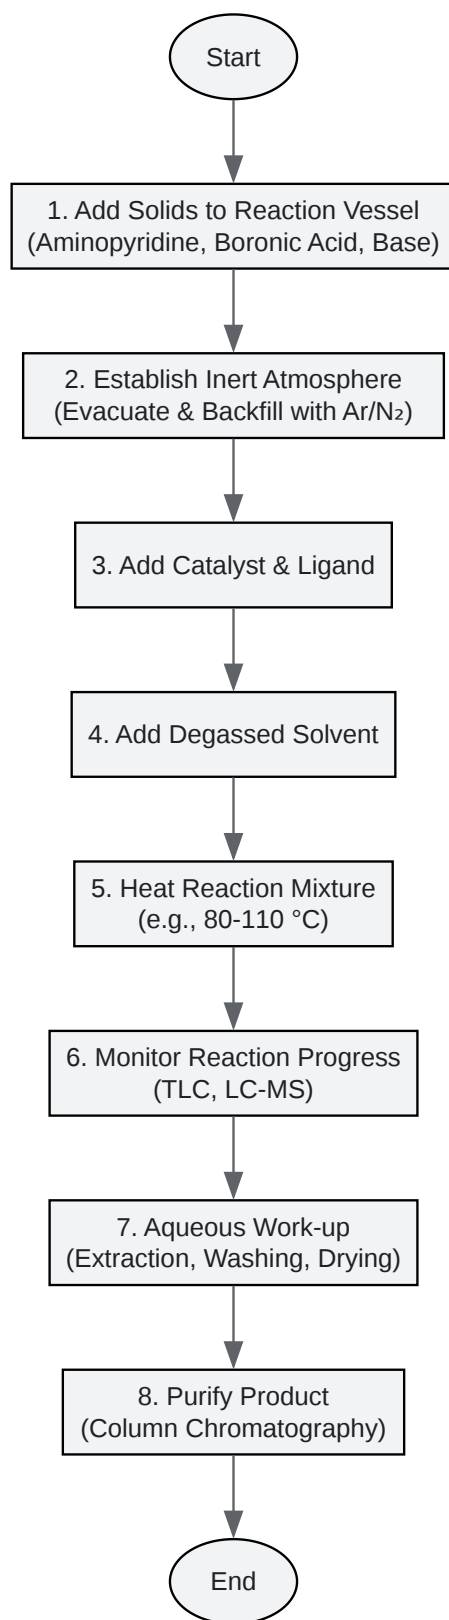 Start
1. Add Solids to Reaction Vessel
(Aminopyridine, Boronic Acid, Base)
2. Establish Inert Atmosphere
(Evacuate & Backfill with Ar/N₂)
3. Add Catalyst & Ligand
4. Add Degassed Solvent
5. Heat Reaction Mixture
(e.g., 80-110 °C)
6. Monitor Reaction Progress
(TLC, LC-MS)
7. Aqueous Work-up
(Extraction, Washing, Drying)
8. Purify Product
(Column Chromatography)
End